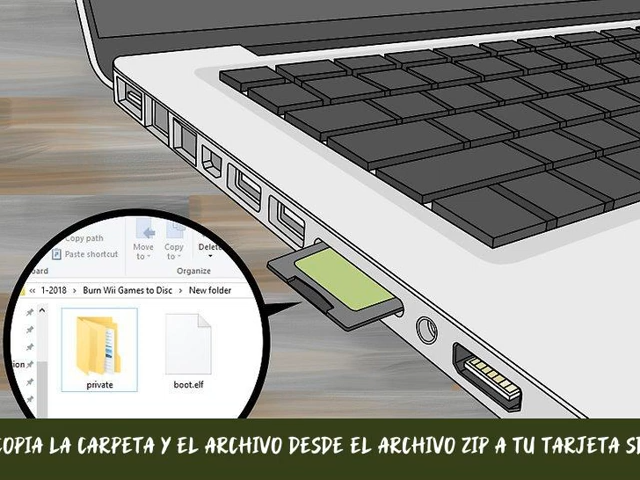 Copy path
Paste shortcut
Move to
Copy to
Delete
Organize
1-2018 > Burn Wii Games to Disc > New folder
private
boot.elf
COPIA LA CARPETA Y EL ARCHIVO DESDE EL ARCHIVO ZIP A TU TARJETA